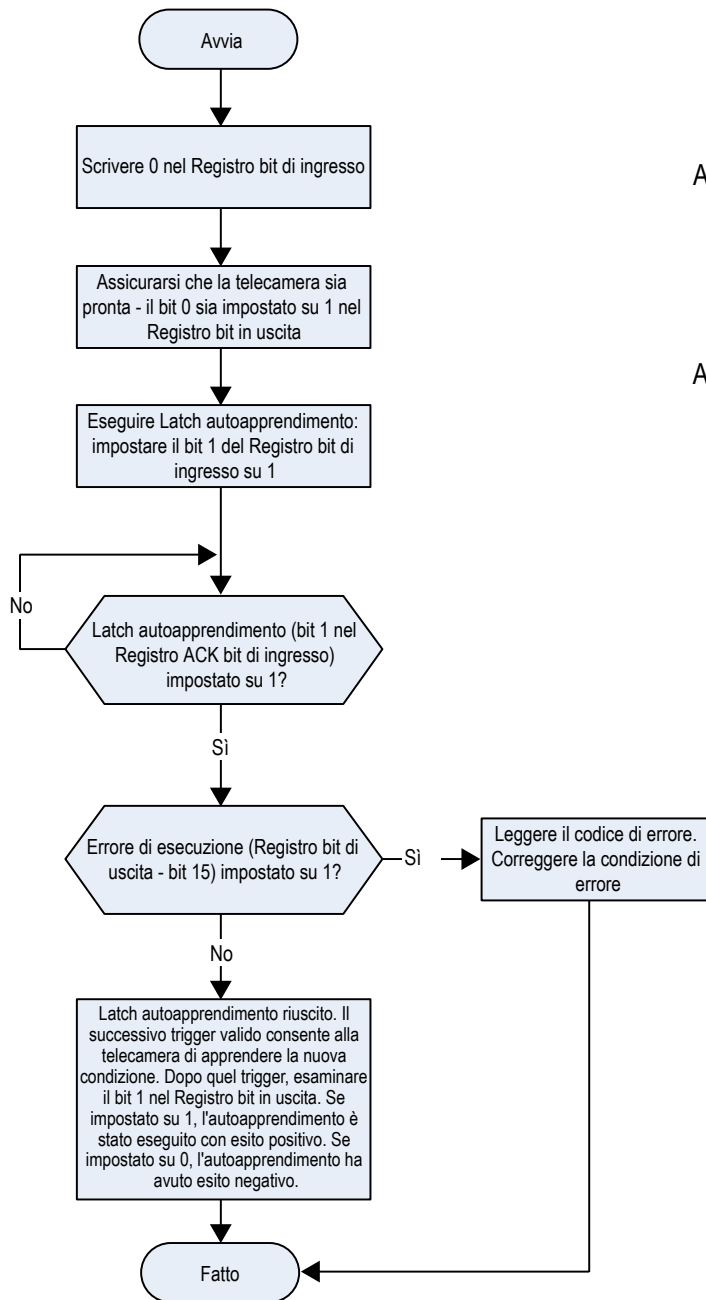 Avvia
Scrivere 0 nel Registro bit di ingresso
A
Assicurarsi che la telecamera sia
pronta - il bit 0 sia impostato su 1 nel
Registro bit in uscita
A
Eseguire Latch autoapprendimento:
impostare il bit 1 del Registro bit di
ingresso su 1
No
Latch autoapprendimento (bit 1 nel
Registro ACK bit di ingresso)
impostato su 1?
Sì
Errore di esecuzione (Registro bit di
uscita - bit 15) impostato su 1?
Sì
Leggere il codice di errore.
Correggere la condizione di
errore
No
Latch autoapprendimento riuscito. Il
successivo trigger valido consente alla
telecamera di apprendere la nuova
condizione. Dopo quel trigger, esaminare
il bit 1 nel Registro bit in uscita. Se
impostato su 1, l'autoapprendimento è
stato eseguito con esito positivo. Se
impostato su 0, l'autoapprendimento ha
avuto esito negativo.
Fatto